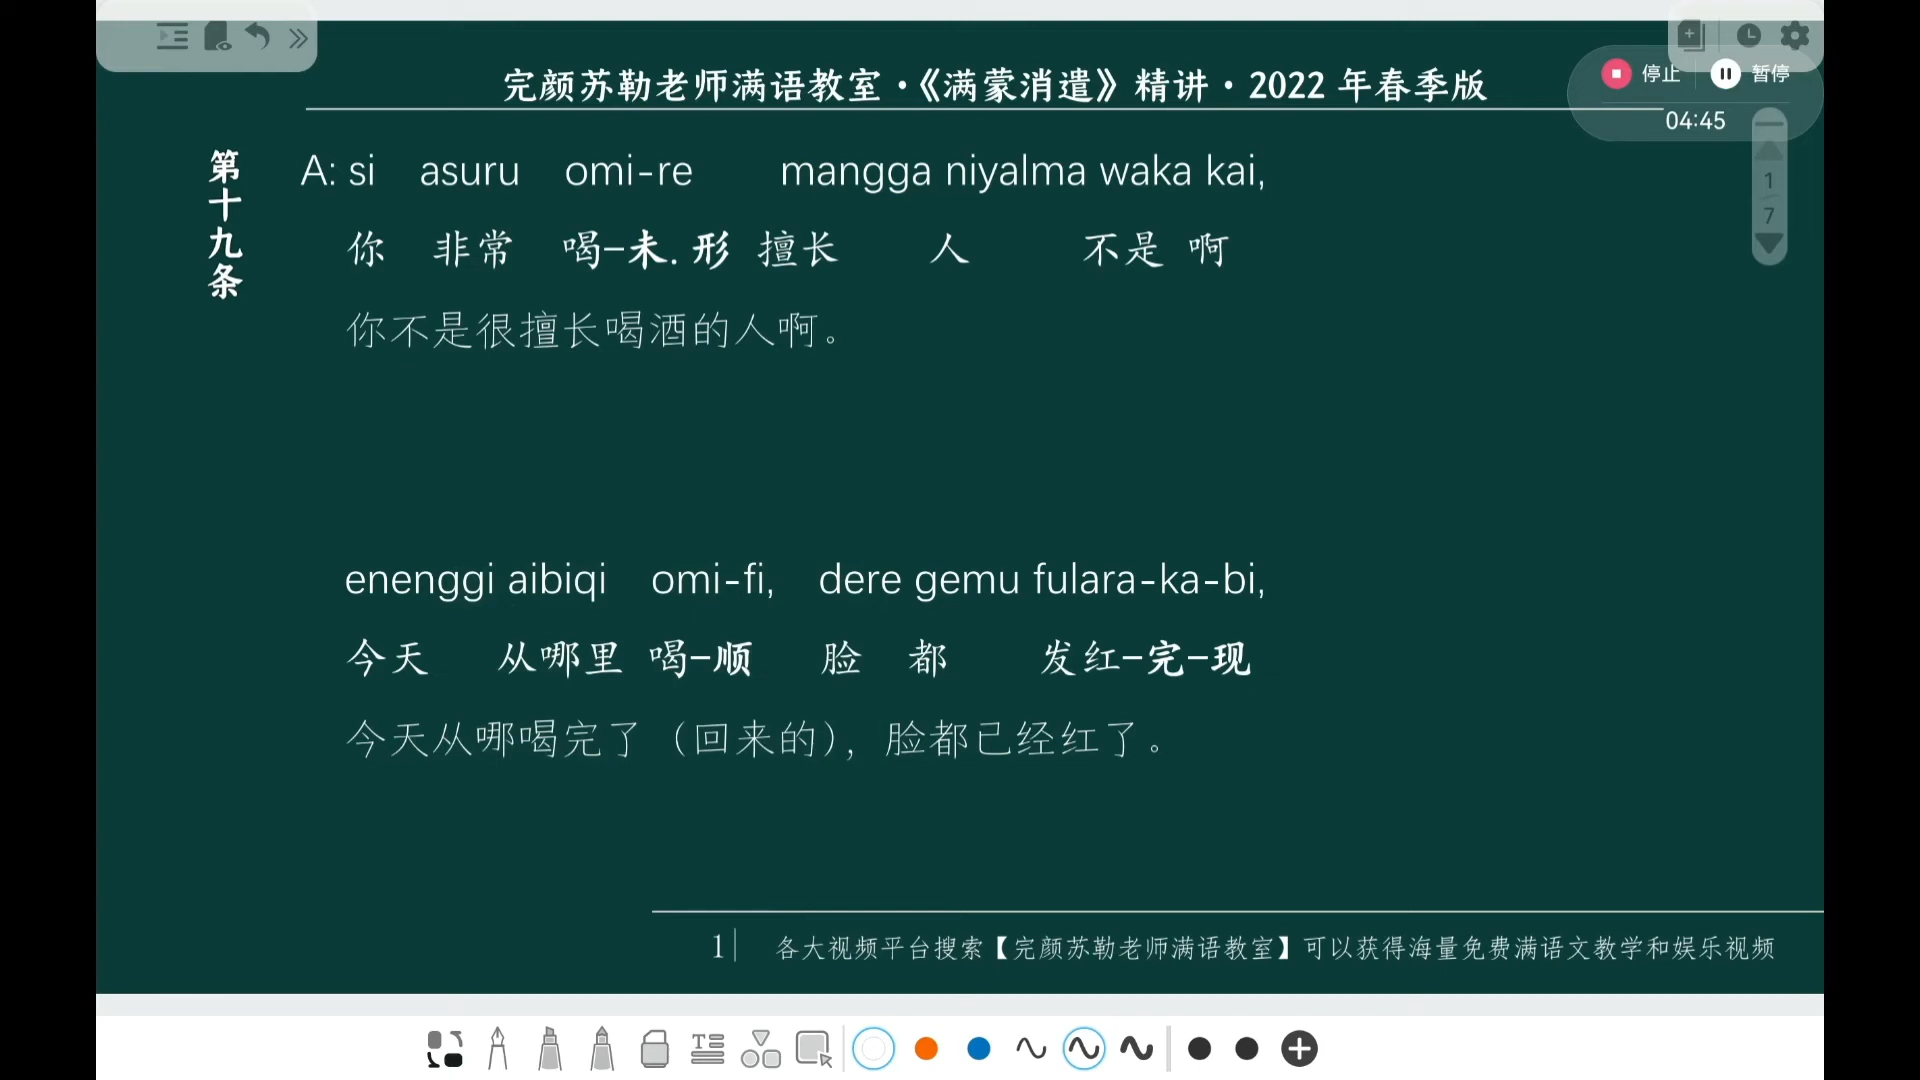 完颜苏勒老师满语教室·《满蒙消遣》精讲·2022 年春季版
停止 暂停
04:45
1
7
第十九条
A: si asuru omi-re mangga niyalma waka kai,
你 非常 喝-未. 形 擅长 人 不是 啊
你不是很擅长喝酒的人啊。
enenggi aibiqi omi-fi, dere gemu fulara-ka-bi,
今天 从哪里 喝-顺 脸 都 发红-完-现
今天从哪喝完了（回来的），脸都已经红了。
1 各大视频平台搜索【完颜苏勒老师满语教室】可以获得海量免费满语文教学和娱乐视频